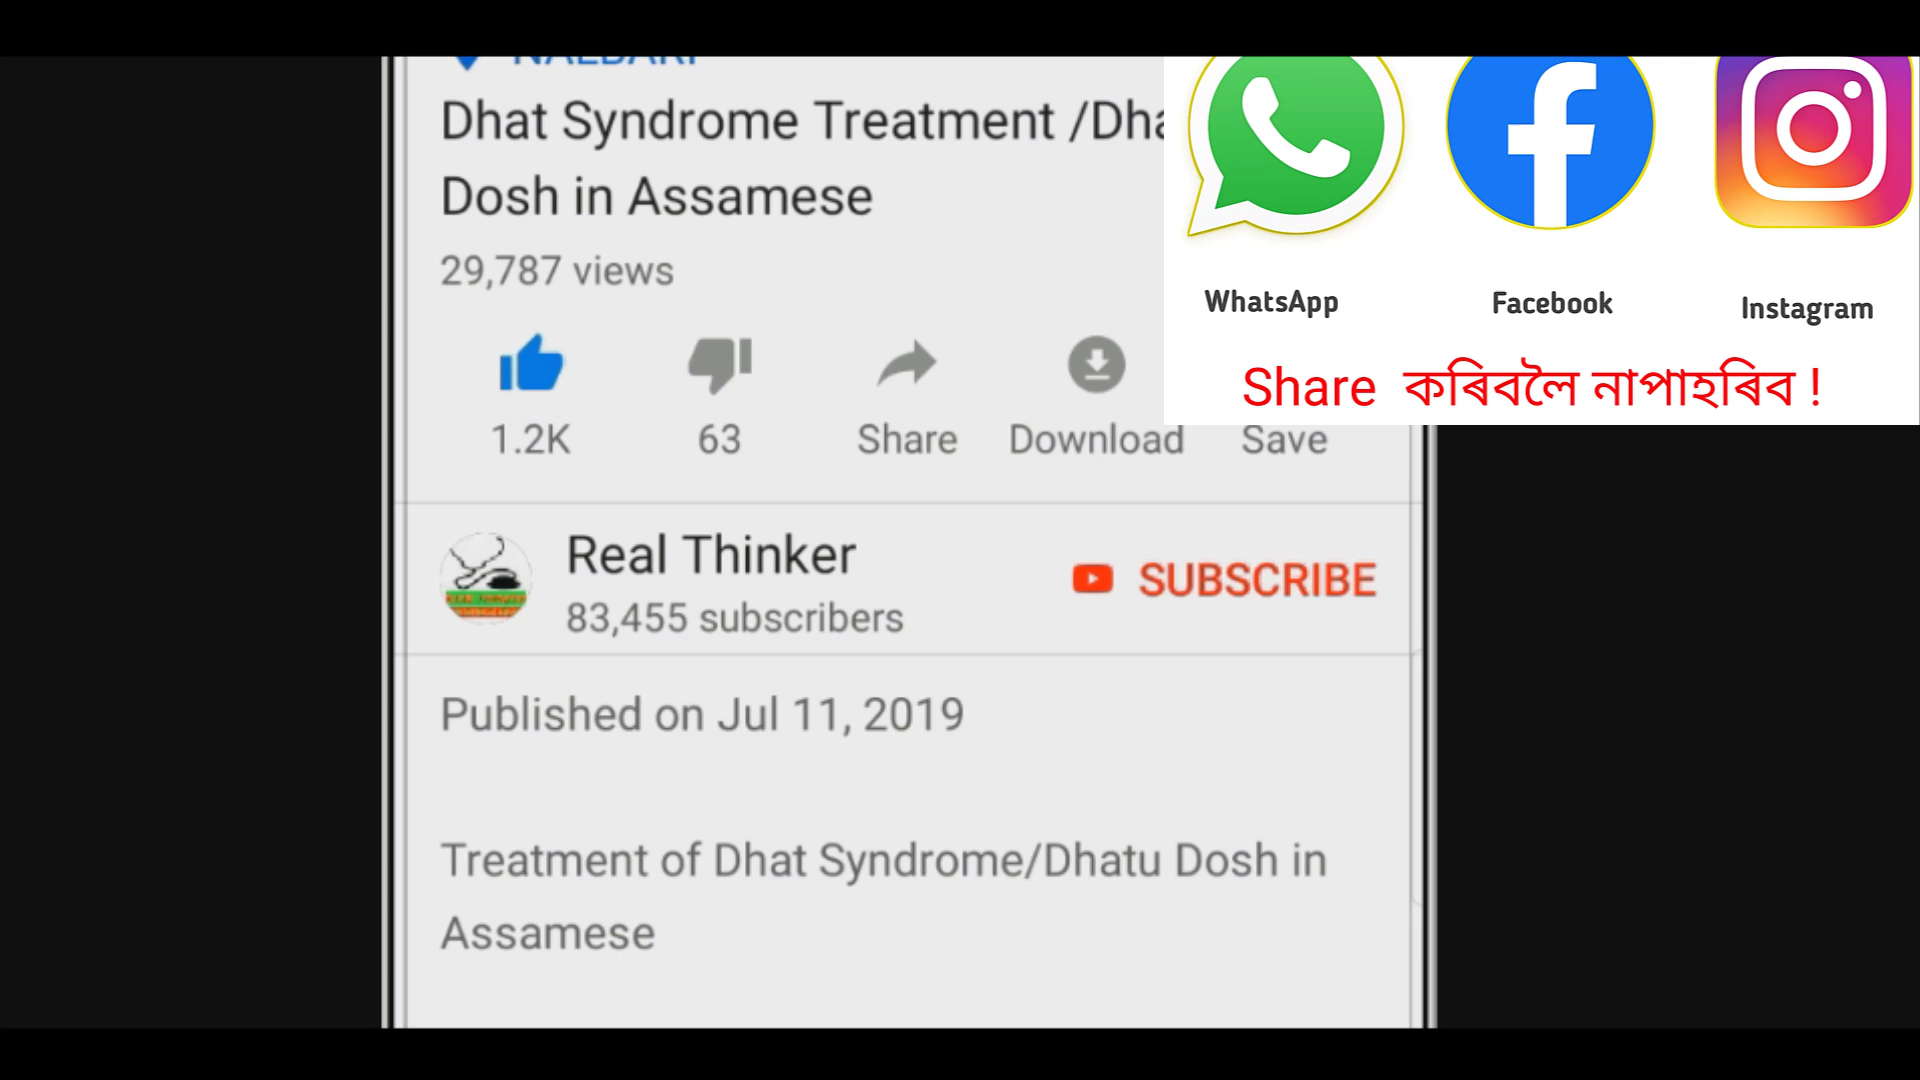 Dhat Syndrome Treatment /Dha
Dosh in Assamese
29,787 views
1.2K 63 Share Download Save
WhatsApp Facebook Instagram
Share কৰিবলৈ নাপাহৰিব !
Real Thinker
83,455 subscribers
SUBSCRIBE
Published on Jul 11, 2019
Treatment of Dhat Syndrome/Dhatu Dosh in
Assamese